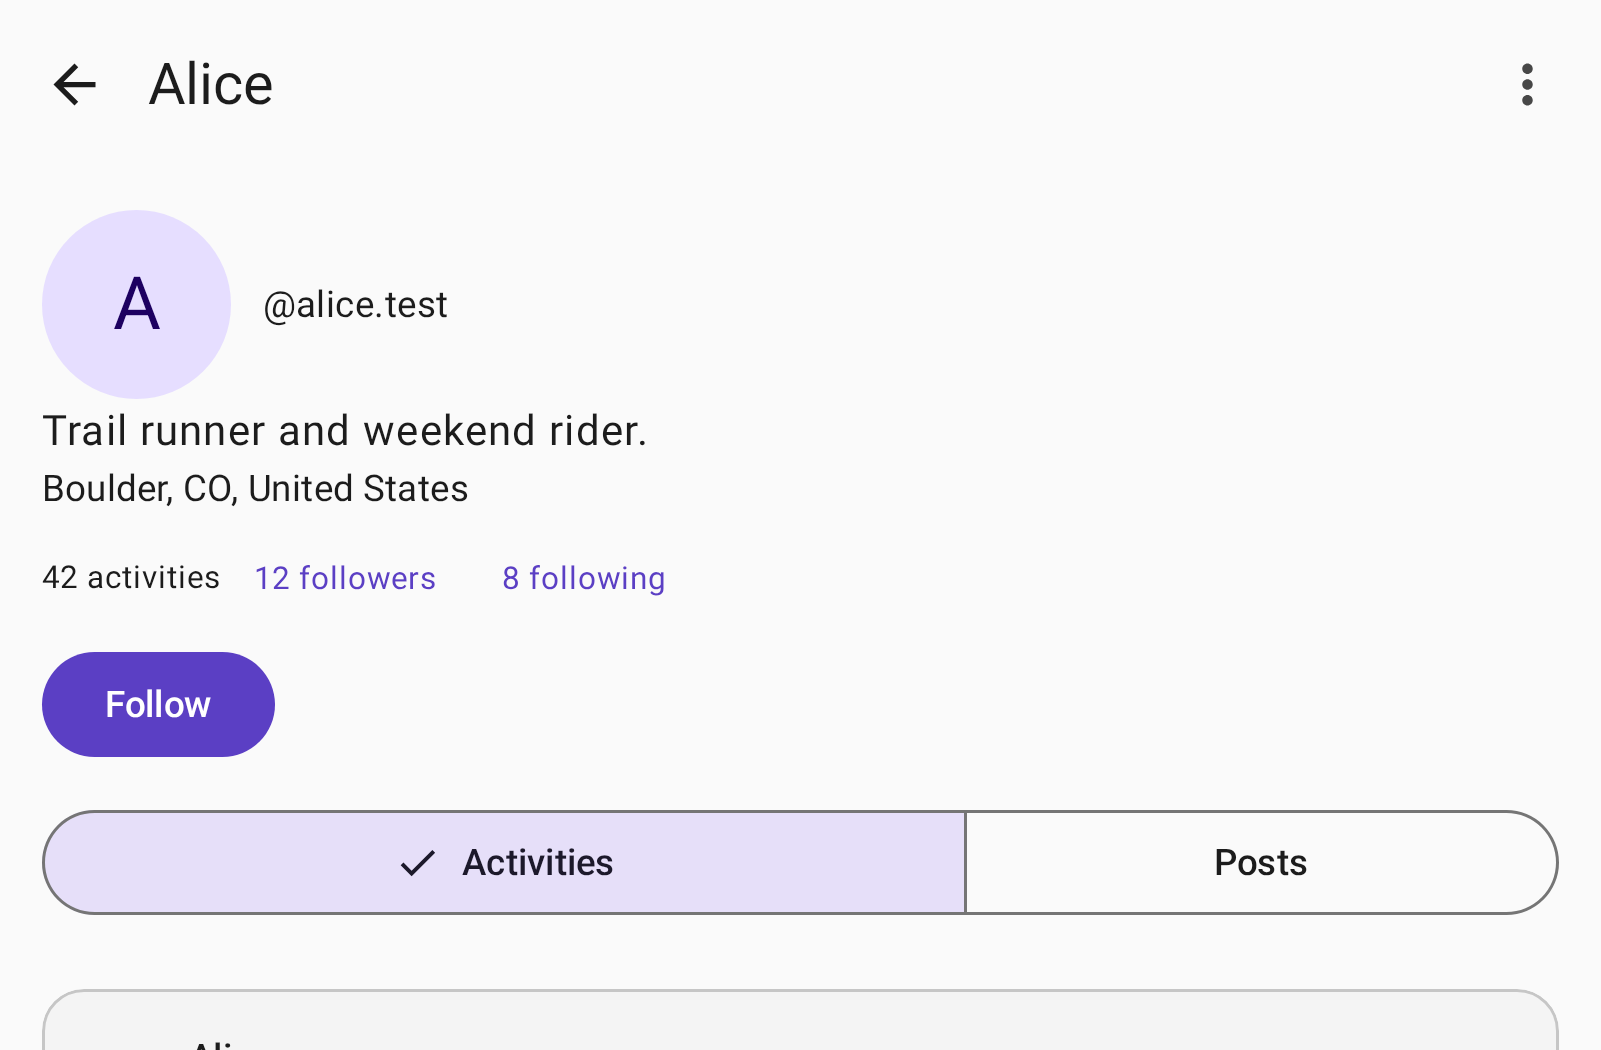 Alice
A
@alice.test
Trail runner and weekend rider.
Boulder, CO, United States
42 activities 12 followers 8 following
Follow
Activities Posts